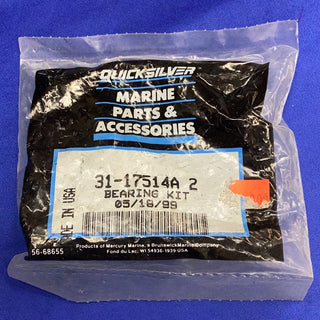 QUICKSILVER
MARINE
PARTS &
ACCESSORIES
31-17514A 2
BEARING KIT
05/18/99
MADE IN USA
Products of Mercury Marine, a Brunswick Marine Company
Fond du Lac, WI 54936-1939 USA
56-68655